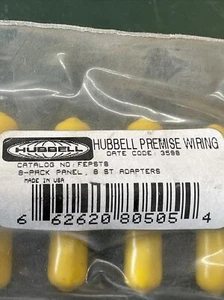 HUBBELL
HUBBELL PREMISE WIRING
DATE CODE: 3598
CATALOG NO: FEPST8
8-PACK PANEL, 8 ST ADAPTERS
MADE IN USA
6 62620 80505 4